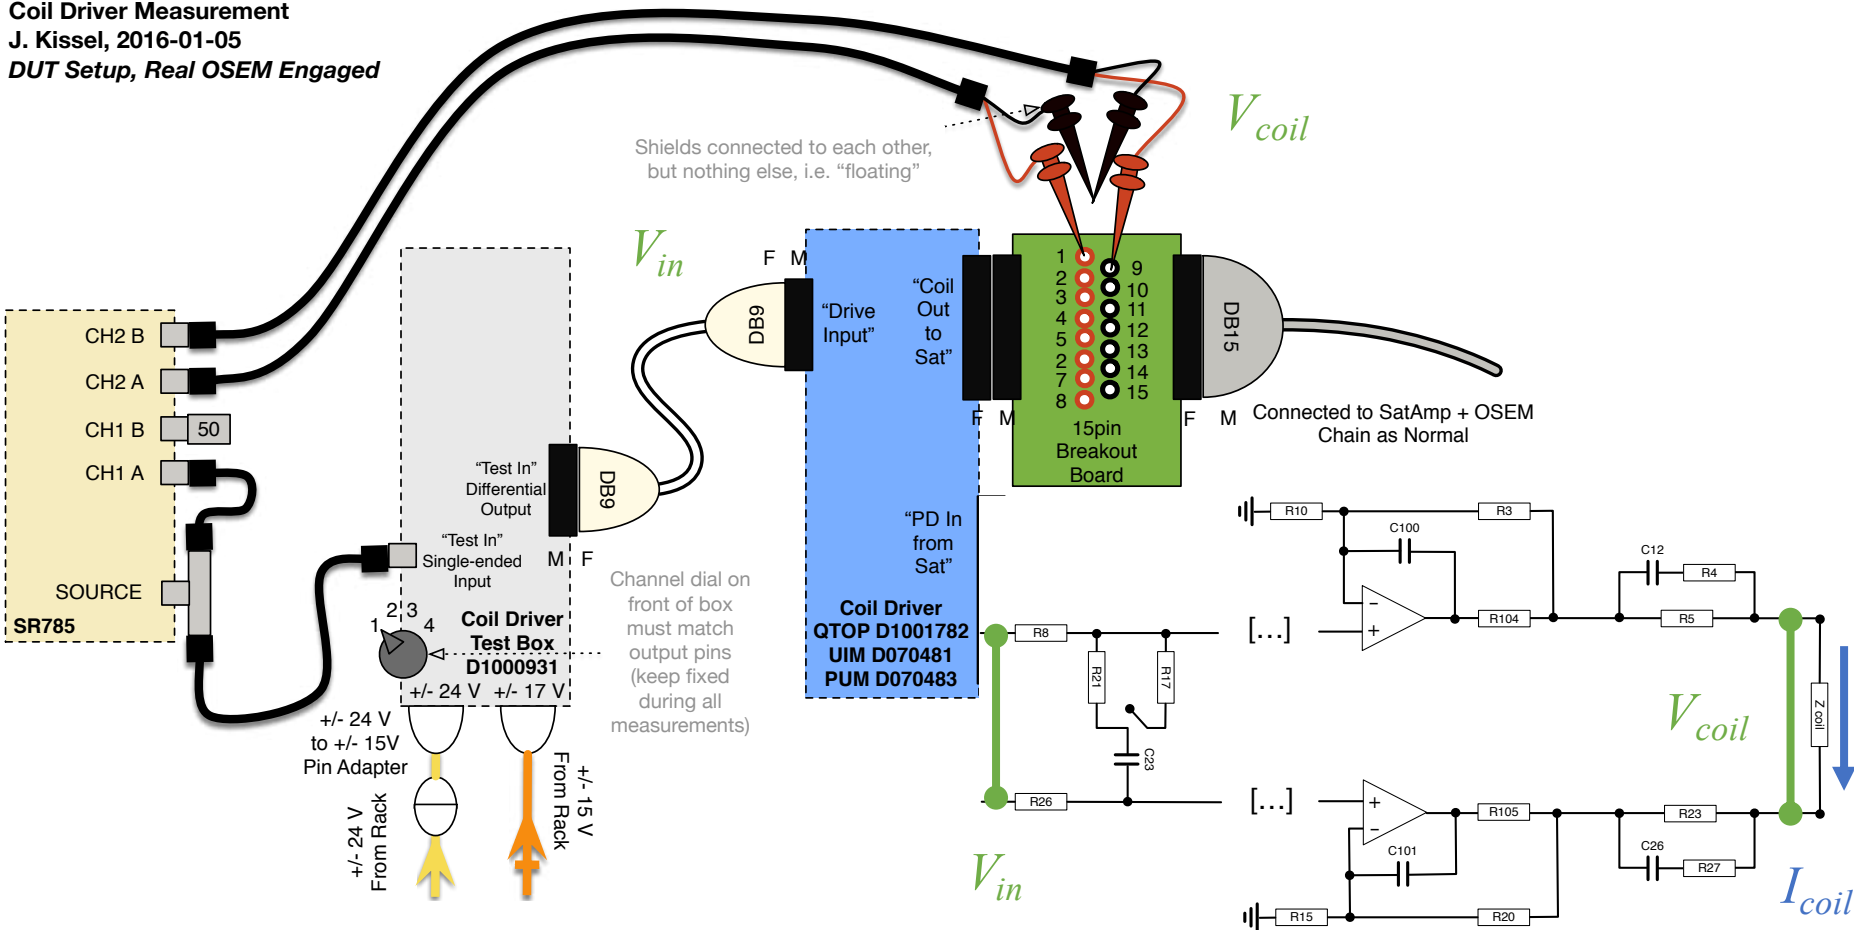 Coil Driver Measurement
J. Kissel, 2016-01-05
DUT Setup, Real OSEM Engaged
Shields connected to each other,
but nothing else, i.e. “floating”
V_coil
V_in
F M
CH2 B
CH2 A
CH1 B
50
CH1 A
SOURCE
SR785
“Test In”
Differential
Output
“Test In”
Single-ended
Input
M F
DB9
DB9
1 2 3 4
Coil Driver
Test Box
D1000931
+/- 24 V
+/- 17 V
+/- 24 V
to +/- 15V
Pin Adapter
+/- 24 V
From Rack
+/- 15 V
From Rack
Channel dial on
front of box
must match
output pins
(keep fixed
during all
measurements)
“Drive
Input”
“Coil
Out
to
Sat”
“PD In
from
Sat”
Coil Driver
QTOP D1001782
UIM D070481
PUM D070483
F M
1
2
3
4
5
2
7
8
9
10
11
12
13
14
15
15pin
Breakout
Board
DB15
F M
Connected to SatAmp + OSEM
Chain as Normal
R8
R21
R17
C23
R26
V_in
[...]
[...]
R10
R3
C100
−
+
R104
C12
R4
R5
Z coil
V_coil
I_coil
+
−
R105
C101
R15
R20
R23
C26
R27